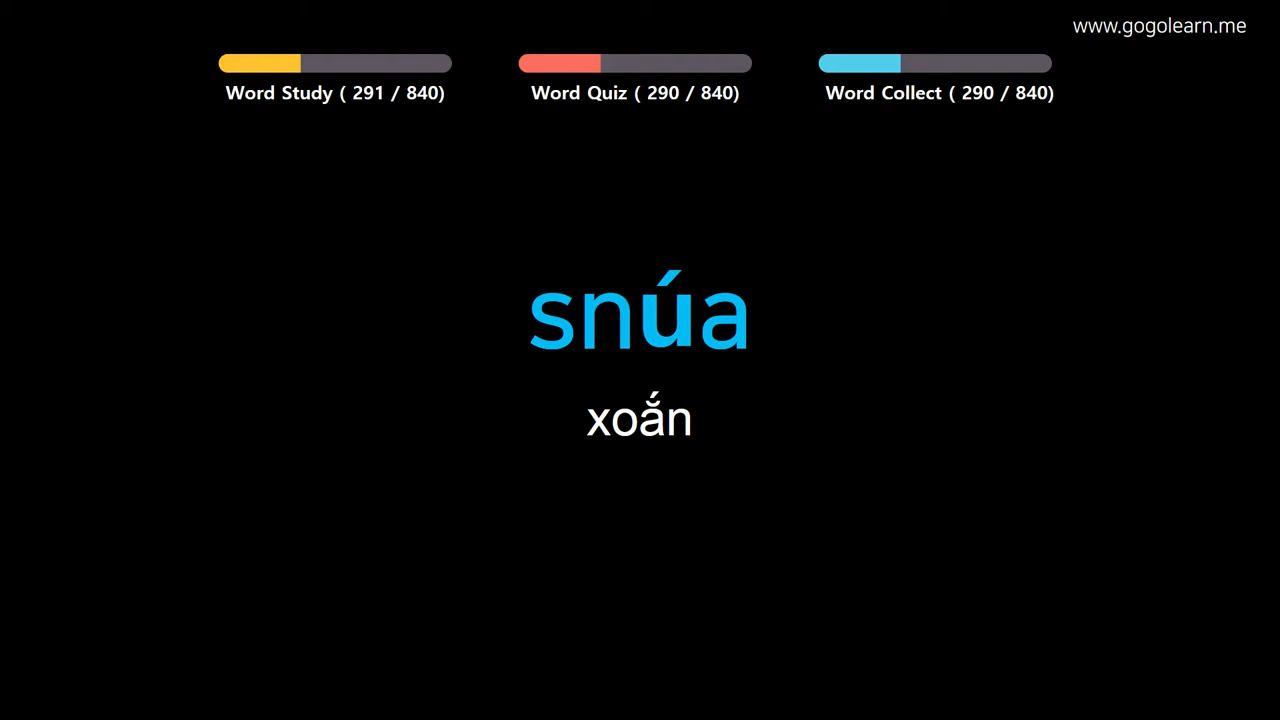 www.gogolearn.me
Word Study ( 291 / 840)
Word Quiz ( 290 / 840)
Word Collect ( 290 / 840)
snúa
xoắn